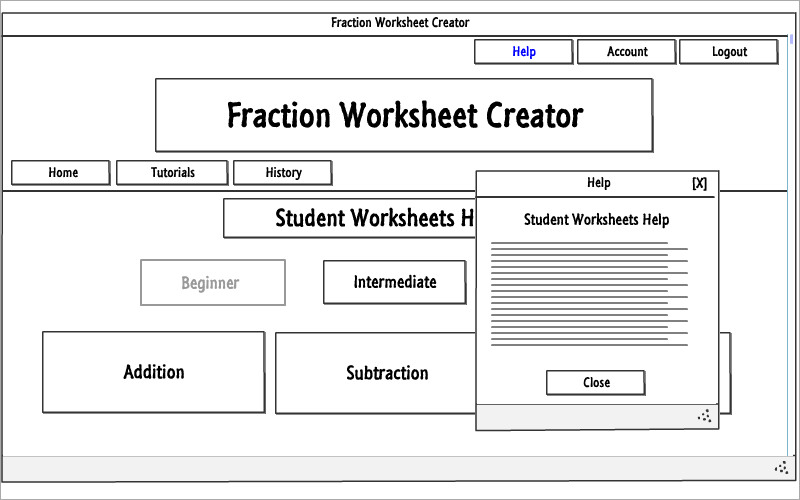 Fraction Worksheet Creator
Help Account Logout
Fraction Worksheet Creator
Home Tutorials History
Help [X]
Student Worksheets H
Student Worksheets Help
Beginner Intermediate
Addition Subtraction
Close